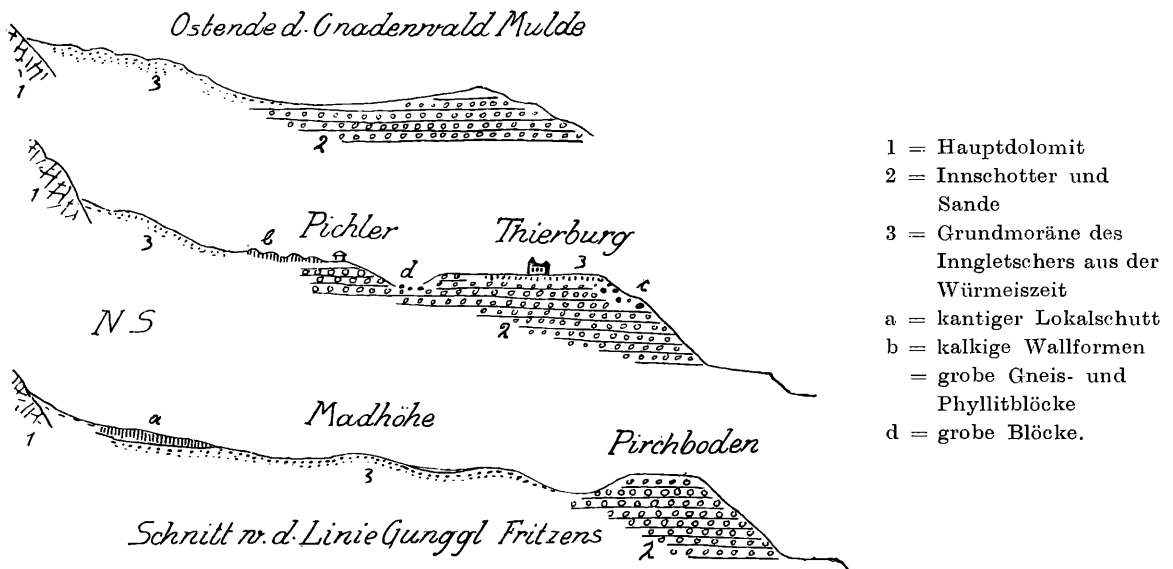 Ostende d. Gnadenwald Mulde
1
3
2
1
3
b
Pichler
d
Thierburg
3
c
2
N S
1
a
Madhöhe
3
Pirchboden
2
Schnitt w. d. Linie Gunggl Fritzens
1 = Hauptdolomit
2 = Innschotter und
Sande
3 = Grundmoräne des
Inngletschers aus der
Würmeiszeit
a = kantiger Lokalschutt
b = kalkige Wallformen
= grobe Gneis- und
Phyllitblöcke
d = grobe Blöcke.